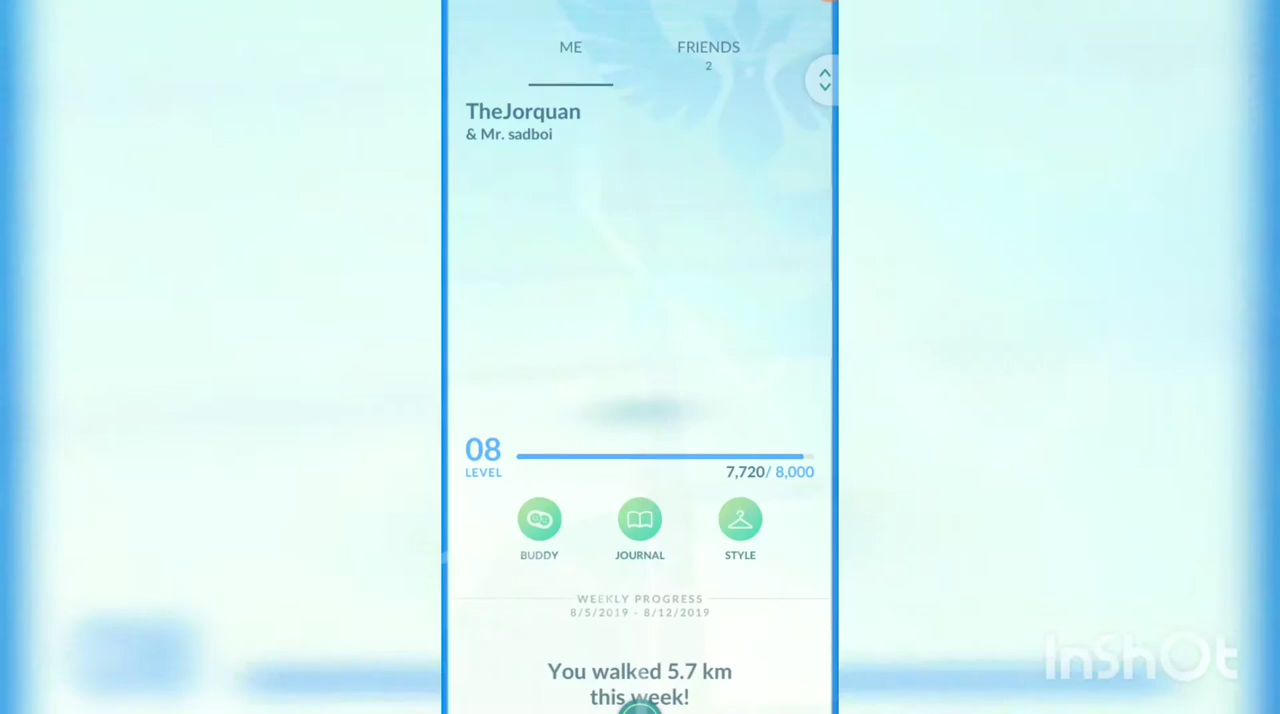 ME
FRIENDS
2
TheJorquan
& Mr. sadboi
08
LEVEL
7,720/ 8,000
BUDDY
JOURNAL
STYLE
WEEKLY PROGRESS
8/5/2019 - 8/12/2019
You walked 5.7 km
this week!
InShOt